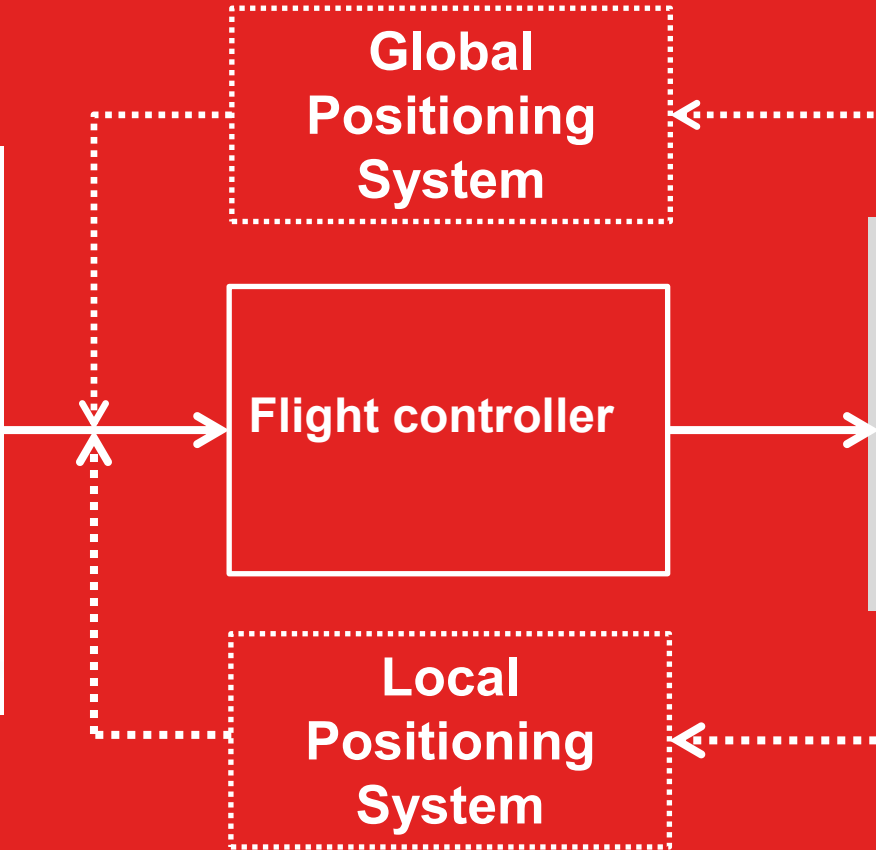 Global
Positioning
System
Flight controller
Local
Positioning
System